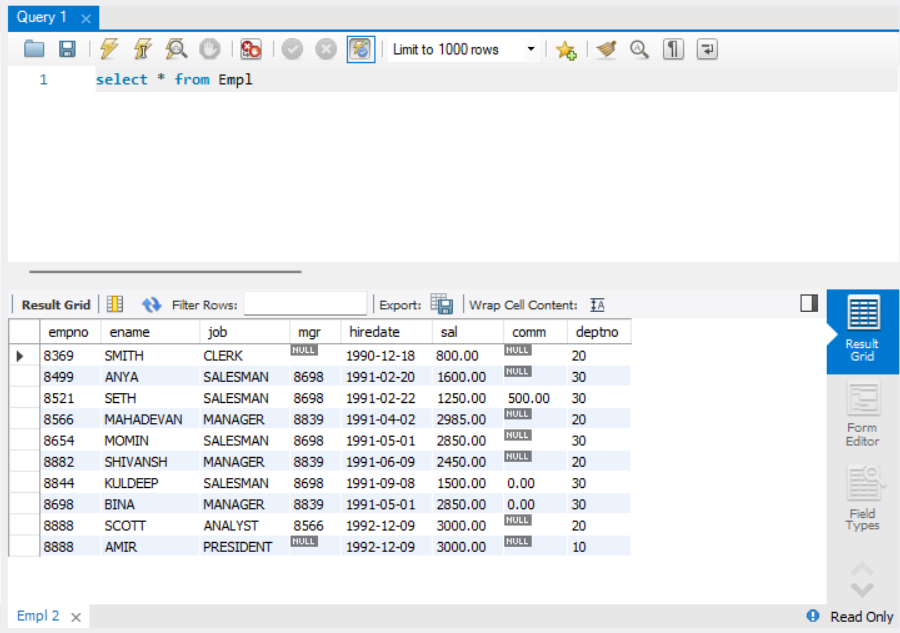 Query 1
Limit to 1000 rows
1 select * from Empl
Result Grid Filter Rows: Export: Wrap Cell Content: IA
empno ename job mgr hiredate sal comm deptno
8369 SMITH CLERK NULL 1990-12-18 800.00 NULL 20
8499 ANYA SALESMAN 8698 1991-02-20 1600.00 NULL 30
8521 SETH SALESMAN 8698 1991-02-22 1250.00 500.00 30
8566 MAHADEVAN MANAGER 8839 1991-04-02 2985.00 NULL 20
8654 MOMIN SALESMAN 8698 1991-05-01 2850.00 NULL 30
8882 SHIVANSH MANAGER 8839 1991-06-09 2450.00 NULL 20
8844 KULDEEP SALESMAN 8698 1991-09-08 1500.00 0.00 30
8698 BINA MANAGER 8839 1991-05-01 2850.00 0.00 30
8888 SCOTT ANALYST 8566 1992-12-09 3000.00 NULL 20
8888 AMIR PRESIDENT NULL 1992-12-09 3000.00 NULL 10
Result
Grid
Form
Editor
Field
Types
Empl 2
Read Only